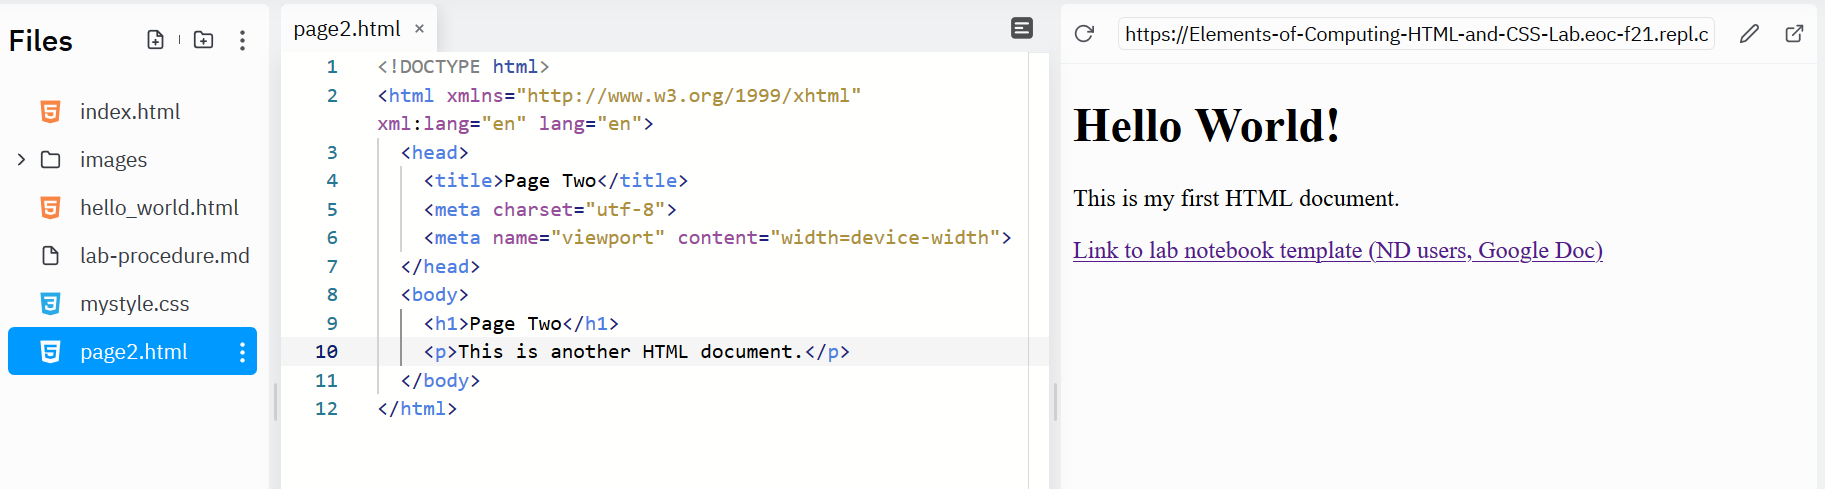 Files
index.html
images
hello_world.html
lab-procedure.md
mystyle.css
page2.html
page2.html ×
1 <!DOCTYPE html>
2 <html xmlns="http://www.w3.org/1999/xhtml"
xml:lang="en" lang="en">
3 <head>
4 <title>Page Two</title>
5 <meta charset="utf-8">
6 <meta name="viewport" content="width=device-width">
7 </head>
8 <body>
9 <h1>Page Two</h1>
10 <p>This is another HTML document.</p>
11 </body>
12 </html>
https://Elements-of-Computing-HTML-and-CSS-Lab.eoc-f21.repl.c
Hello World!
This is my first HTML document.
Link to lab notebook template (ND users, Google Doc)